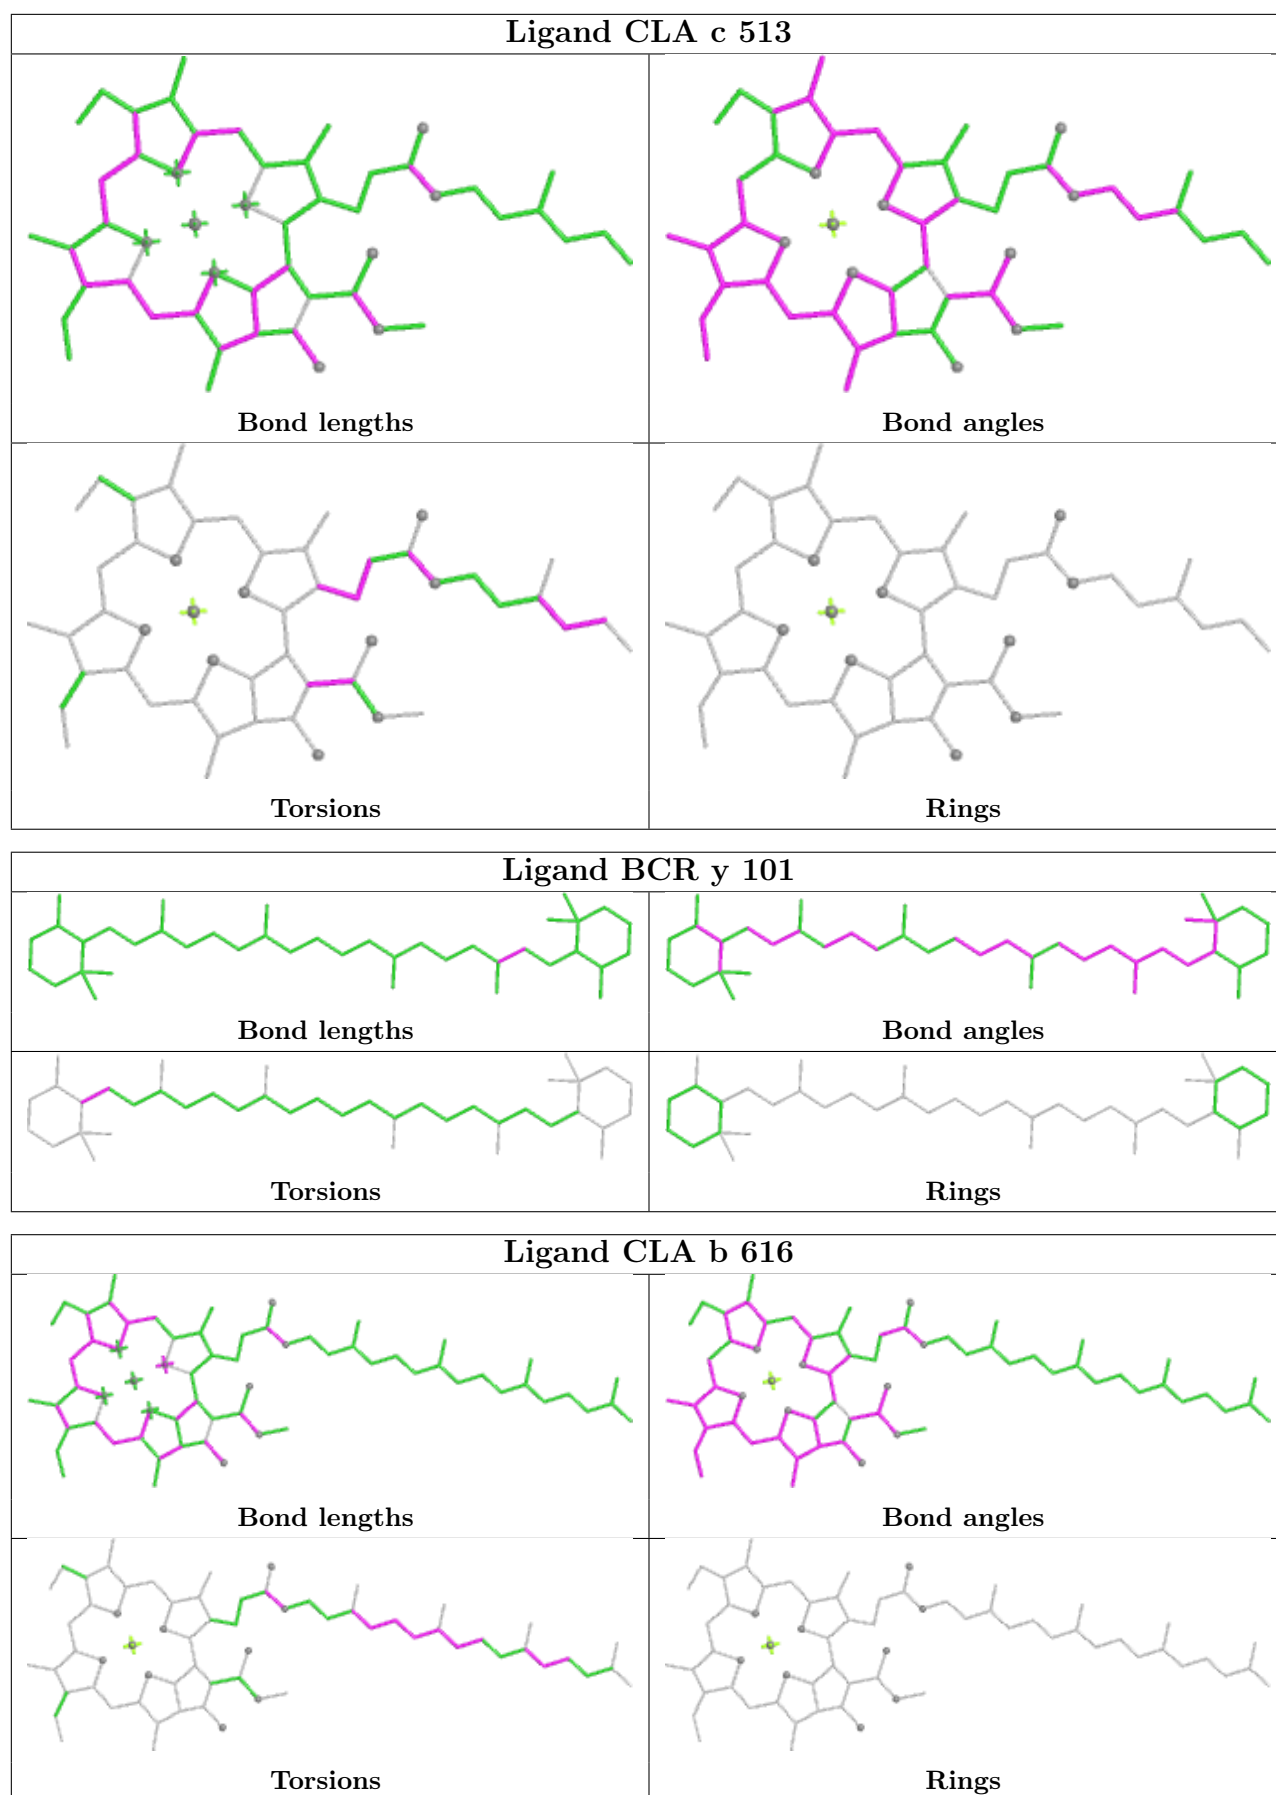 Ligand CLA c 513
Bond lengths
Bond angles
Torsions
Rings
Ligand BCR y 101
Bond lengths
Bond angles
Torsions
Rings
Ligand CLA b 616
Bond lengths
Bond angles
Torsions
Rings